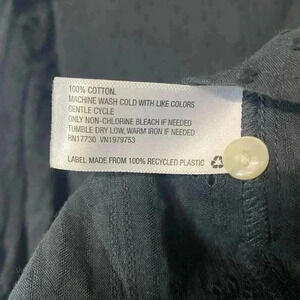 100% COTTON.
MACHINE WASH COLD WITH LIKE COLORS
GENTLE CYCLE
ONLY NON-CHLORINE BLEACH IF NEEDED
TUMBLE DRY LOW, WARM IRON IF NEEDED
RN17730 VN1979753
LABEL MADE FROM 100% RECYCLED PLASTIC